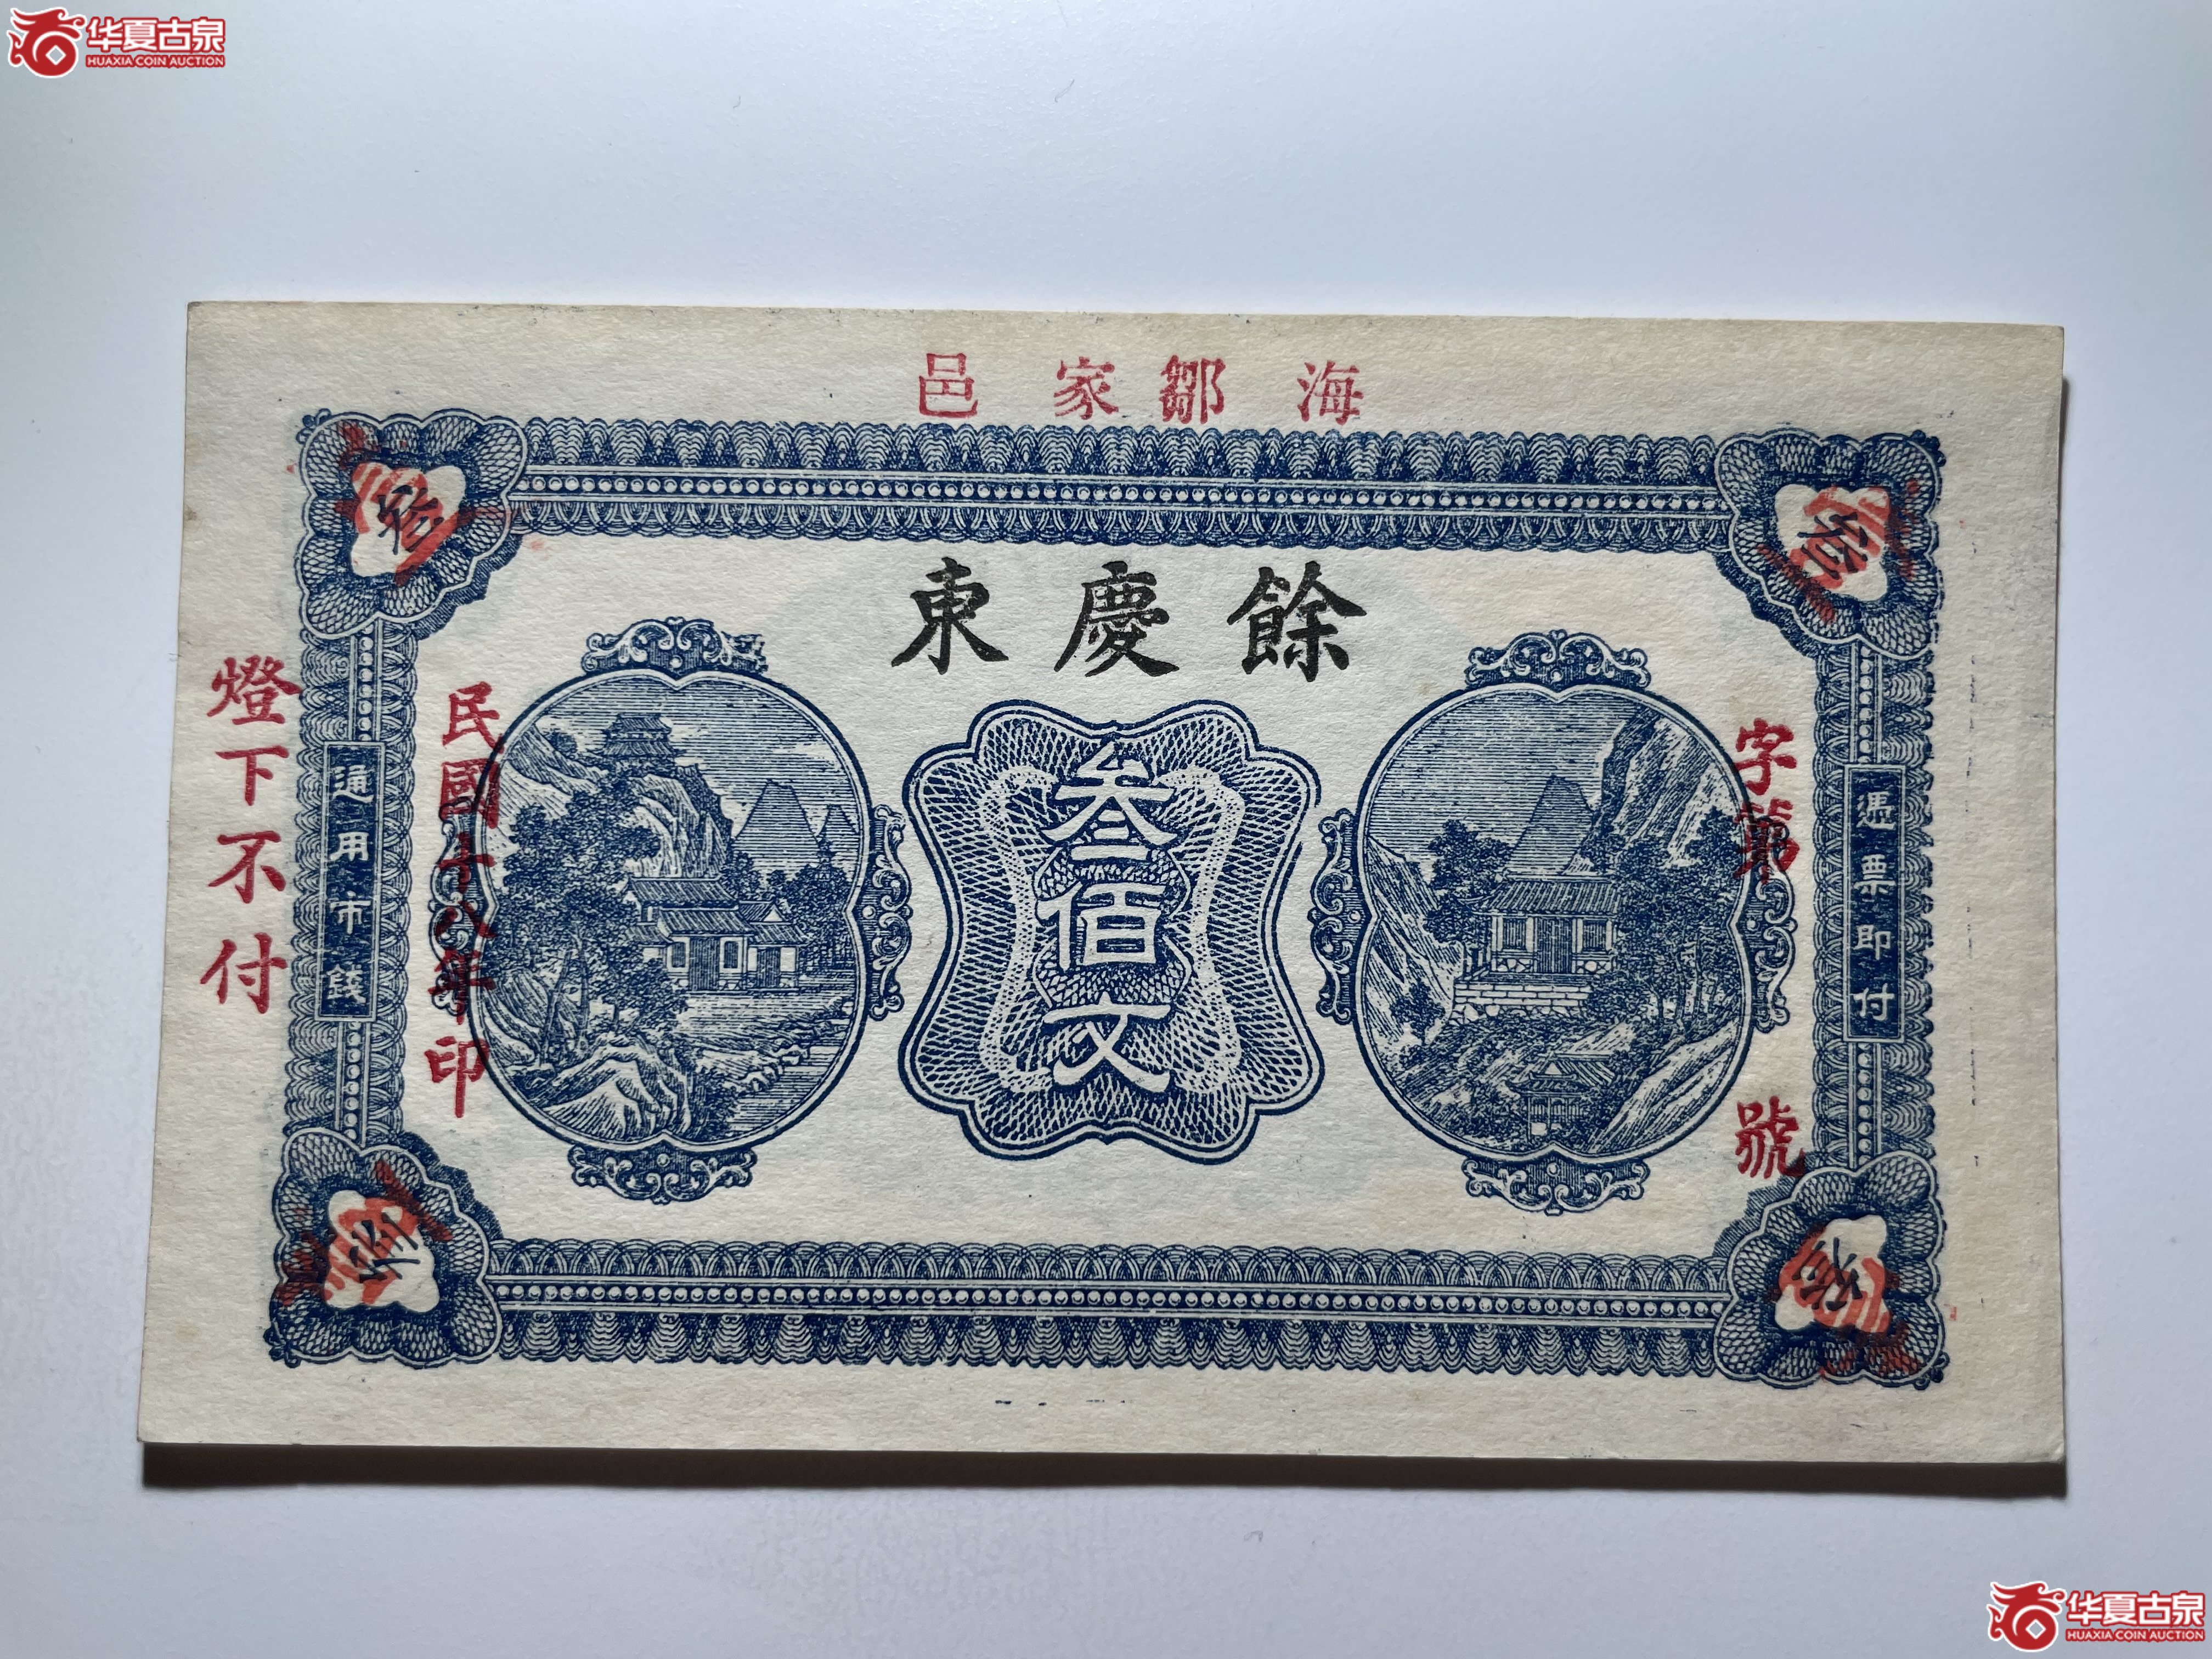 华夏古泉
HUAXIA COIN AUCTION
海鄒家邑
餘慶東
叁佰文
字第
號
憑票即付
民國十八年印
通用市錢
燈下不付
华夏古泉
HUAXIA COIN AUCTION